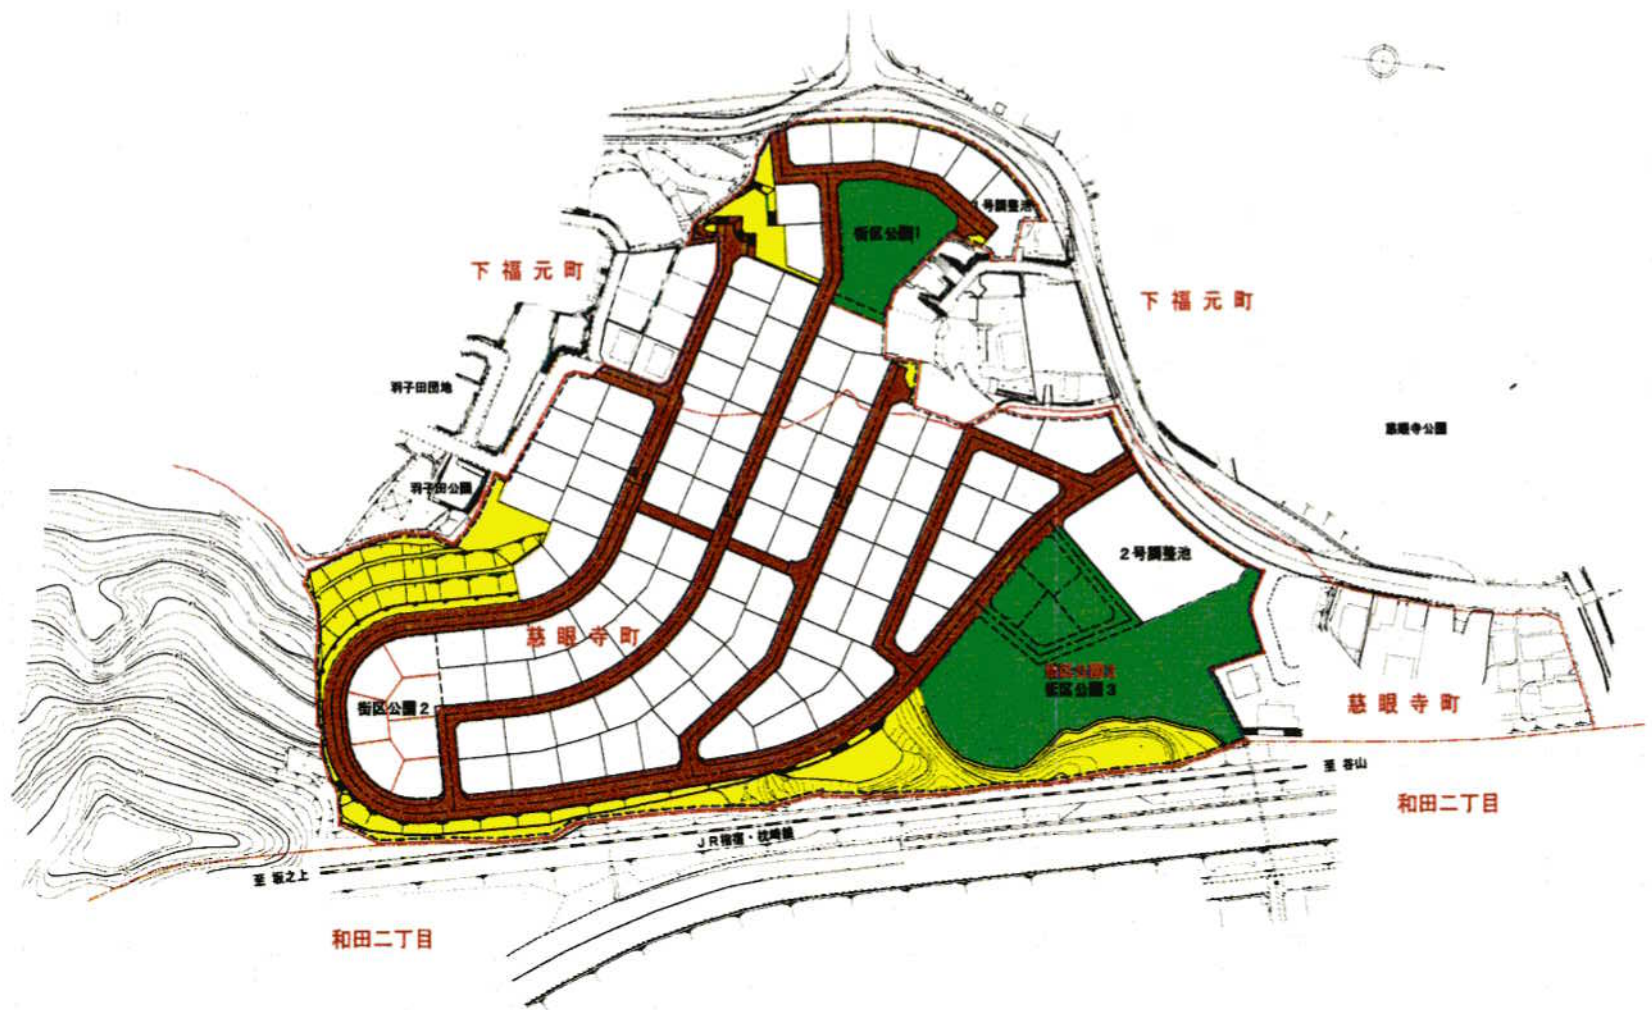 1号調整池
街区公園1
下福元町
下福元町
羽子田団地
慈眼寺公園
羽子田公園
2号調整池
慈眼寺町
街区公園3
街区公園2
慈眼寺町
至 谷山
和田二丁目
JR指宿・枕崎線
至 坂之上
和田二丁目